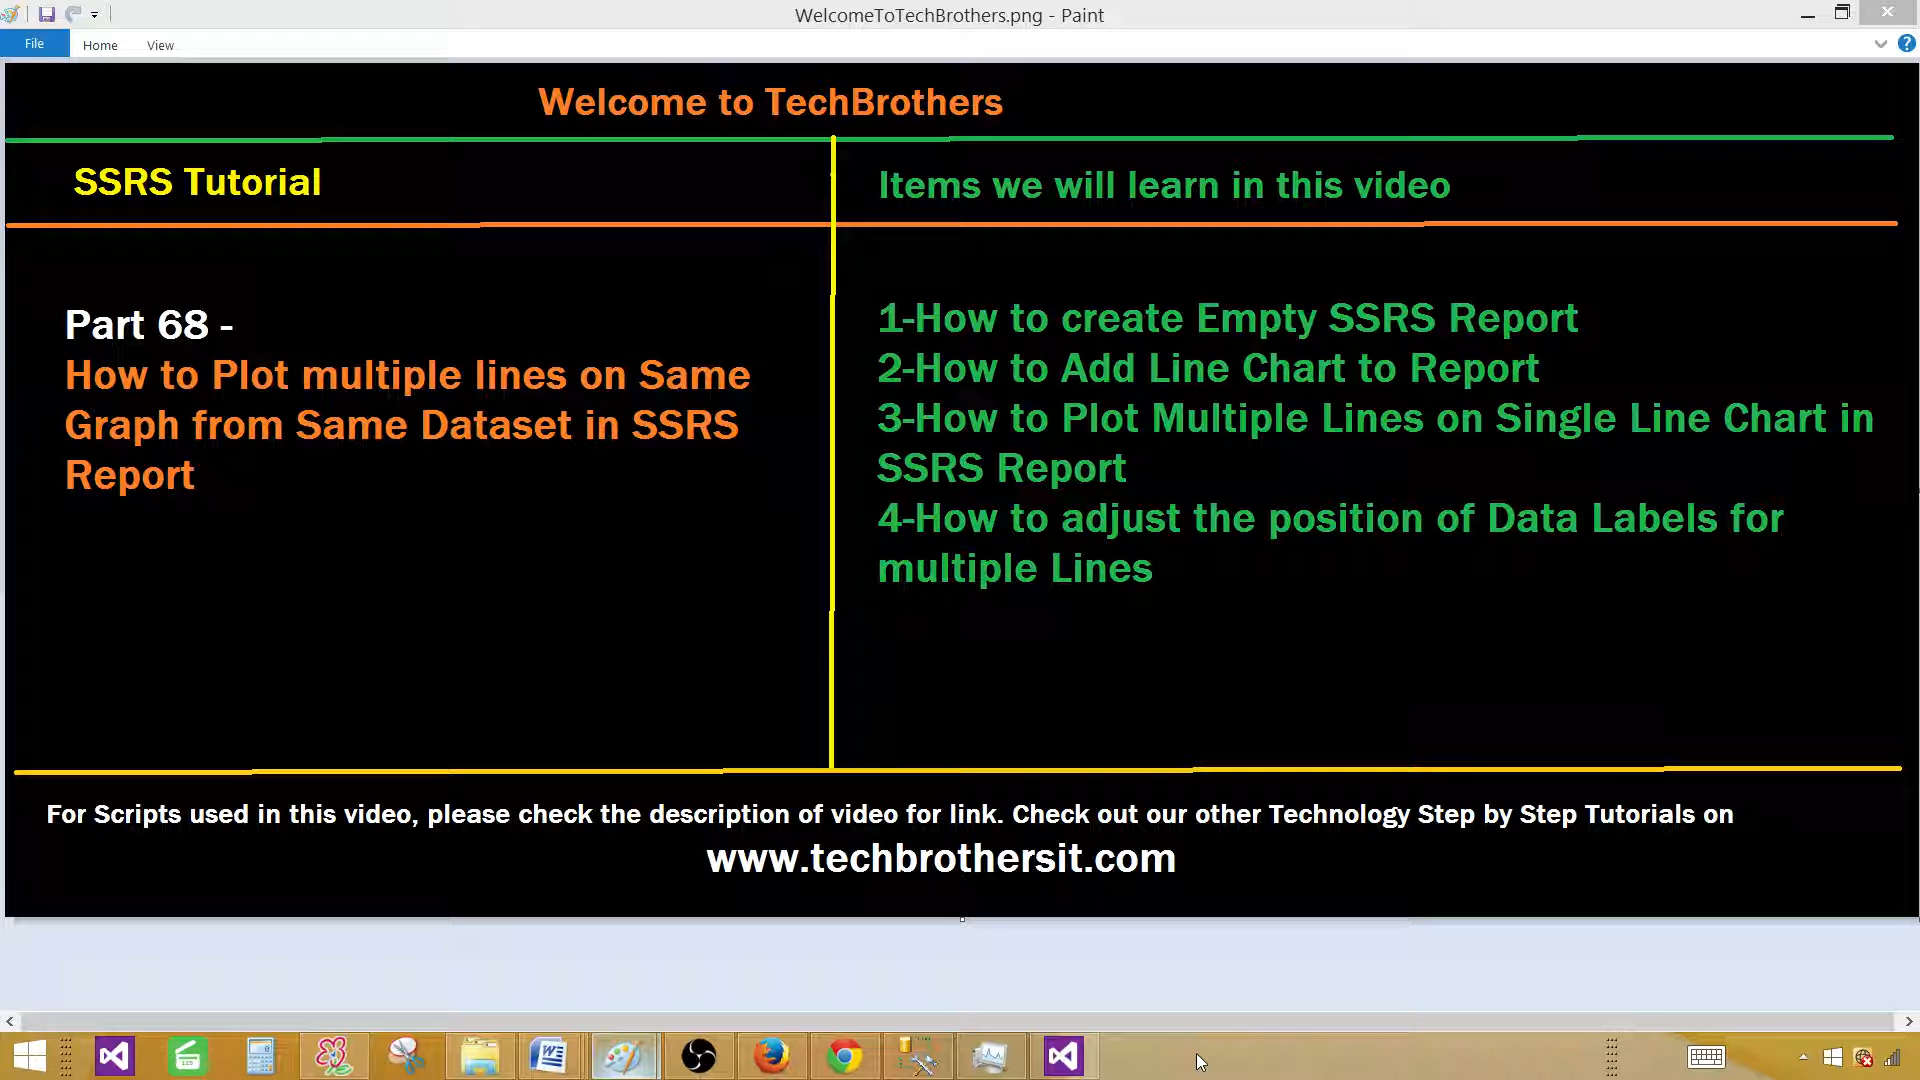 WelcomeToTechBrothers.png - Paint
File
Home
View
Welcome to TechBrothers
SSRS Tutorial
Items we will learn in this video
Part 68 -
How to Plot multiple lines on Same
Graph from Same Dataset in SSRS
Report
1-How to create Empty SSRS Report
2-How to Add Line Chart to Report
3-How to Plot Multiple Lines on Single Line Chart in
SSRS Report
4-How to adjust the position of Data Labels for
multiple Lines
For Scripts used in this video, please check the description of video for link. Check out our other Technology Step by Step Tutorials on
www.techbrothersit.com